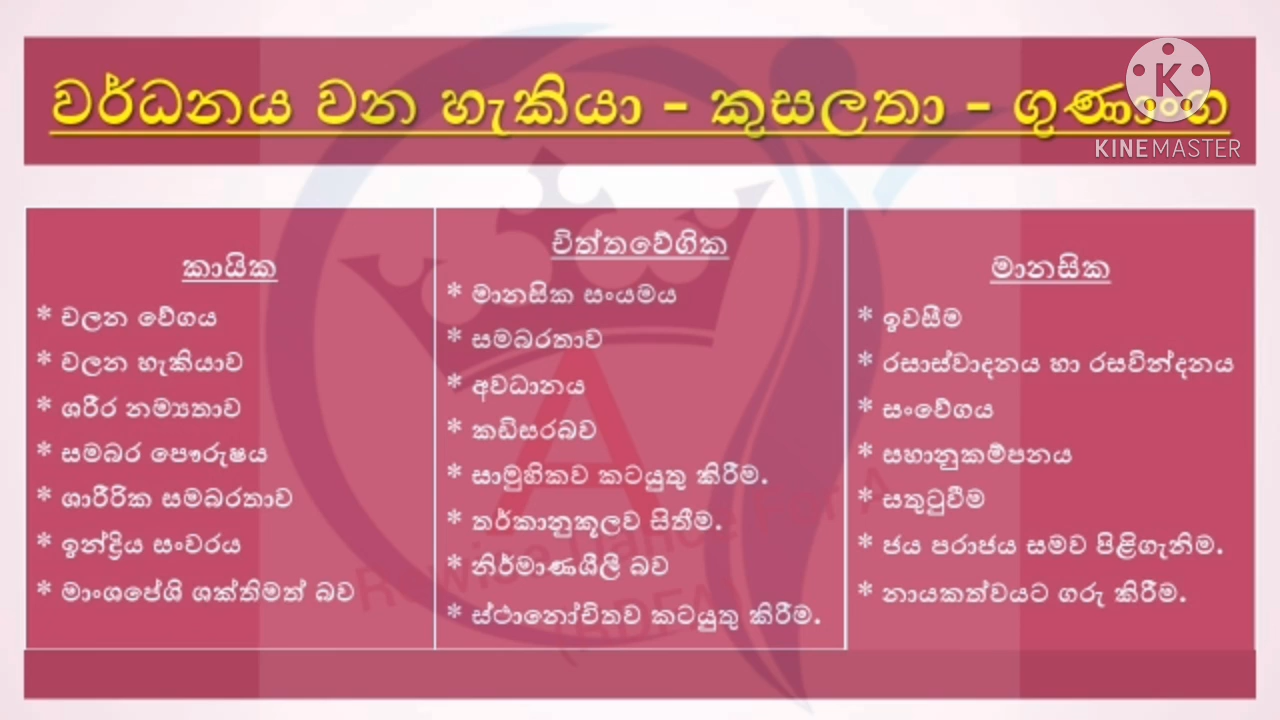 වර්ධනය වන හැකියා - කුසලතා - ගුණාංග
KINEMASTER
කායික
* චලන වේගය
* චලන හැකියාව
* ශරීර නම්‍යතාව
* සමබර පෞරුෂය
* ශාරීරික සමබරතාව
* ඉන්ද්‍රිය සංවරය
* මාංශපේශි ශක්තිමත් බව
චිත්තවේගික
* මානසික සංයමය
* සමබරතාව
* අවධානය
* කඩිසරබව
* සාමුහිකව කටයුතු කිරීම.
* තර්කානුකූලව සිතීම.
* නිර්මාණශීලී බව
* ස්ථානෝචිතව කටයුතු කිරීම.
මානසික
* ඉවසීම
* රසාස්වාදනය හා රසවින්දනය
* සංවේගය
* සහානුකම්පනය
* සතුටුවීම
* ජය පරාජය සමව පිළිගැනිම.
* නායකත්වයට ගරු කිරීම.